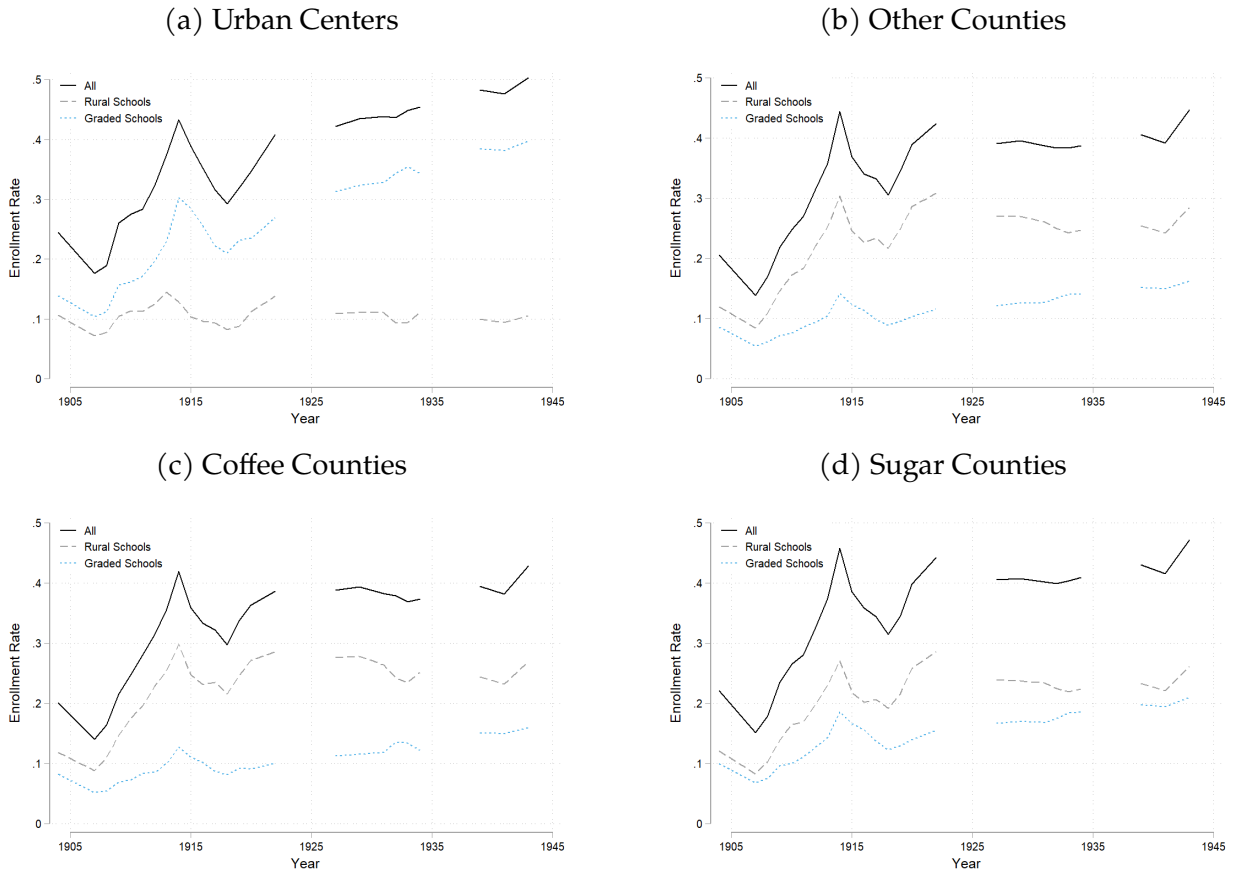 (a) Urban Centers
.5
All
Rural Schools
Graded Schools
.4
.3
.2
.1
0
Enrollment Rate
1905 1915 1925 1935 1945
Year
(b) Other Counties
.5
All
Rural Schools
Graded Schools
.4
.3
.2
.1
0
Enrollment Rate
1905 1915 1925 1935 1945
Year
(c) Coffee Counties
.5
All
Rural Schools
Graded Schools
.4
.3
.2
.1
0
Enrollment Rate
1905 1915 1925 1935 1945
Year
(d) Sugar Counties
.5
All
Rural Schools
Graded Schools
.4
.3
.2
.1
0
Enrollment Rate
1905 1915 1925 1935 1945
Year